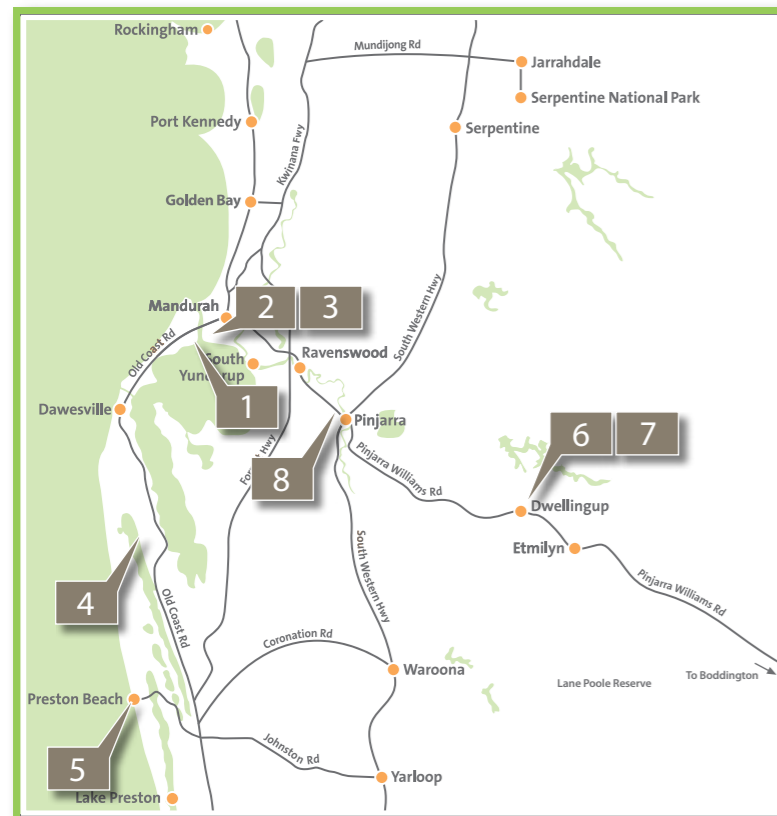 Rockingham
Mundijong Rd
Jarrahdale
Serpentine National Park
Port Kennedy
Serpentine
Kwinana Fwy
Golden Bay
South Western Hwy
Mandurah
2
3
Old Coast Rd
Ravenswood
South
Yunderup
1
Dawesville
Pinjarra
6
7
8
Forrest Hwy
Pinjarra Williams Rd
Dwellingup
Etmilyn
4
South Western Hwy
Pinjarra Williams Rd
Old Coast Rd
Coronation Rd
Waroona
Lane Poole Reserve
To Boddington
Preston Beach
5
Johnston Rd
Yarloop
Lake Preston